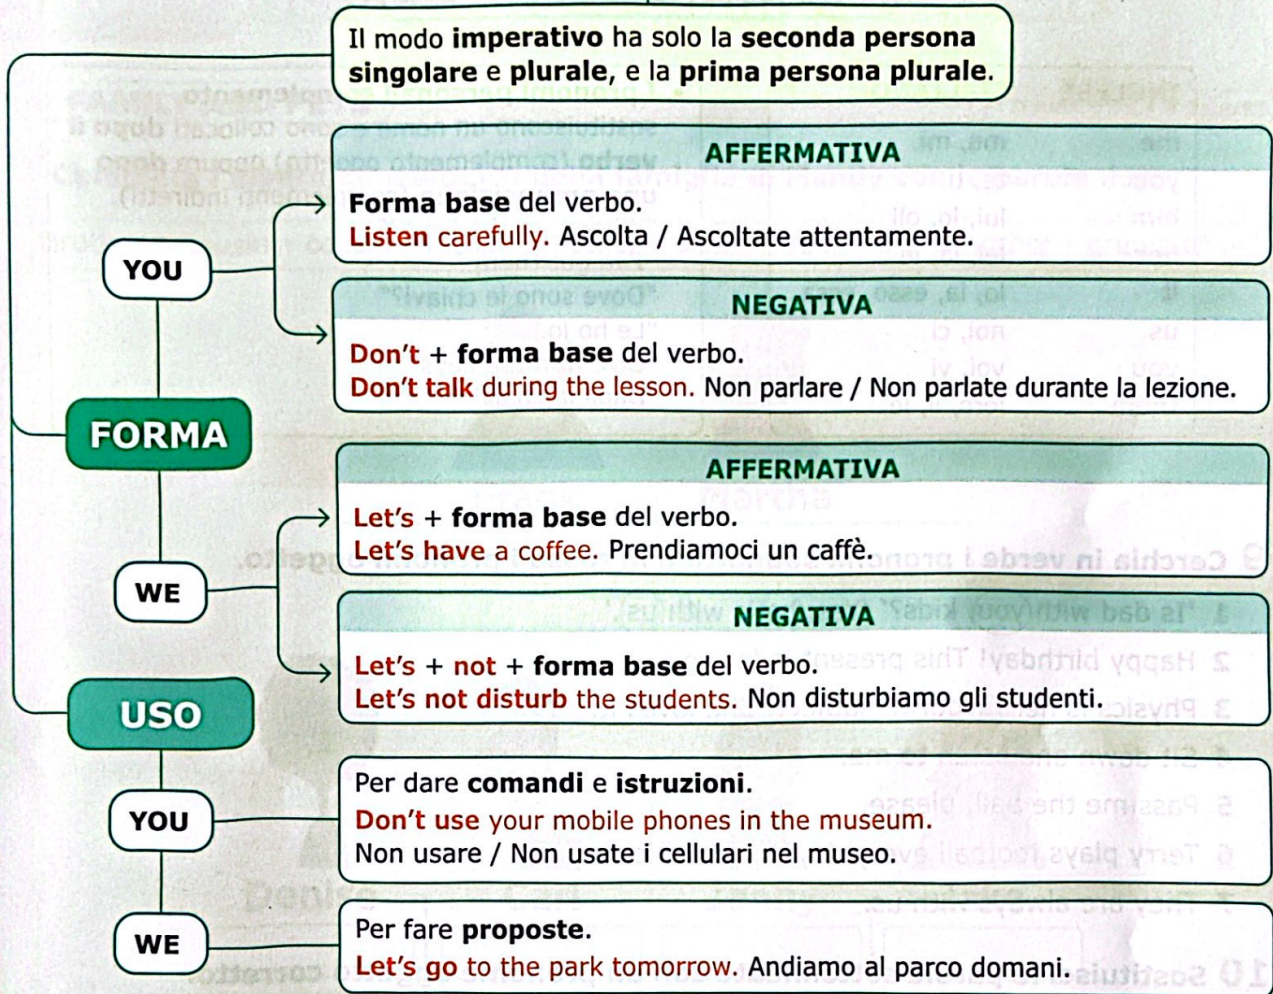 Il modo imperativo ha solo la seconda persona
singolare e plurale, e la prima persona plurale.
AFFERMATIVA
Forma base del verbo.
Listen carefully. Ascolta / Ascoltate attentamente.
YOU
NEGATIVA
Don't + forma base del verbo.
Don't talk during the lesson. Non parlare / Non parlate durante la lezione.
FORMA
AFFERMATIVA
Let's + forma base del verbo.
Let's have a coffee. Prendiamoci un caffè.
WE
NEGATIVA
Let's + not + forma base del verbo.
Let's not disturb the students. Non disturbiamo gli studenti.
USO
YOU
Per dare comandi e istruzioni.
Don't use your mobile phones in the museum.
Non usare / Non usate i cellulari nel museo.
WE
Per fare proposte.
Let's go to the park tomorrow. Andiamo al parco domani.